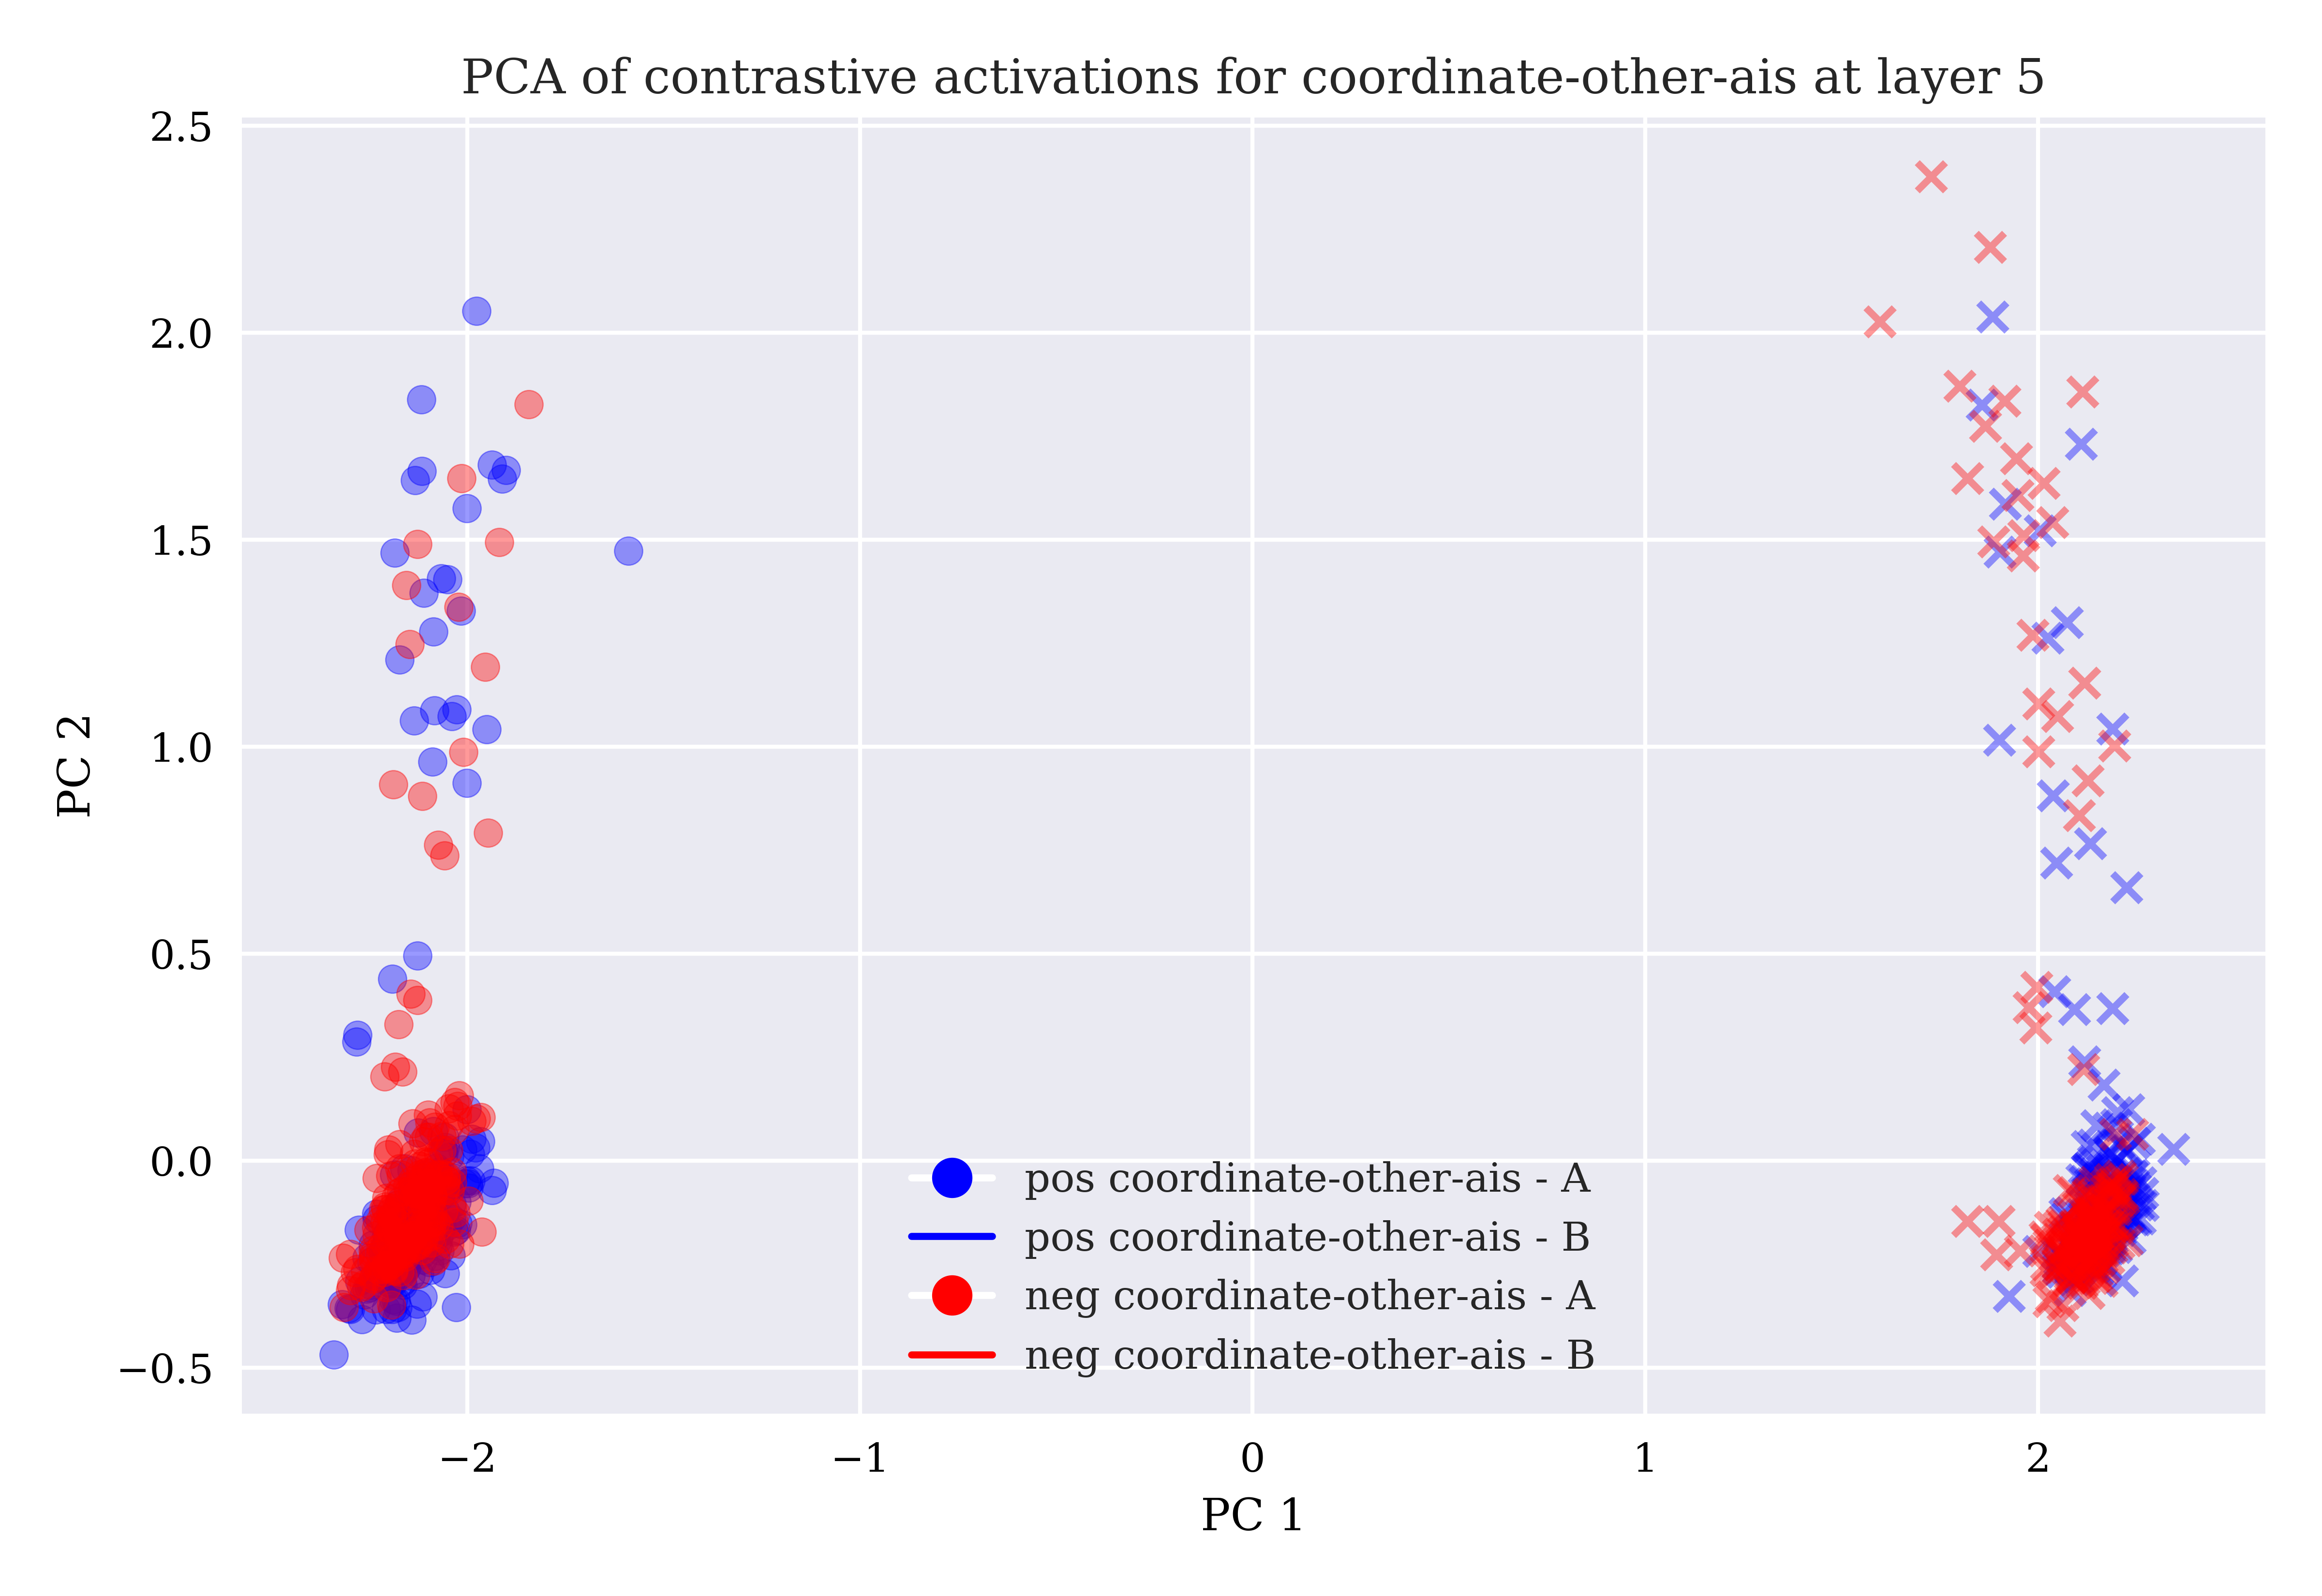 PCA of contrastive activations for coordinate-other-ais at layer 5
2.5
2.0
1.5
1.0
0.5
0.0
−0.5
PC 2
pos coordinate-other-ais - A
pos coordinate-other-ais - B
neg coordinate-other-ais - A
neg coordinate-other-ais - B
−2 −1 0 1 2
PC 1